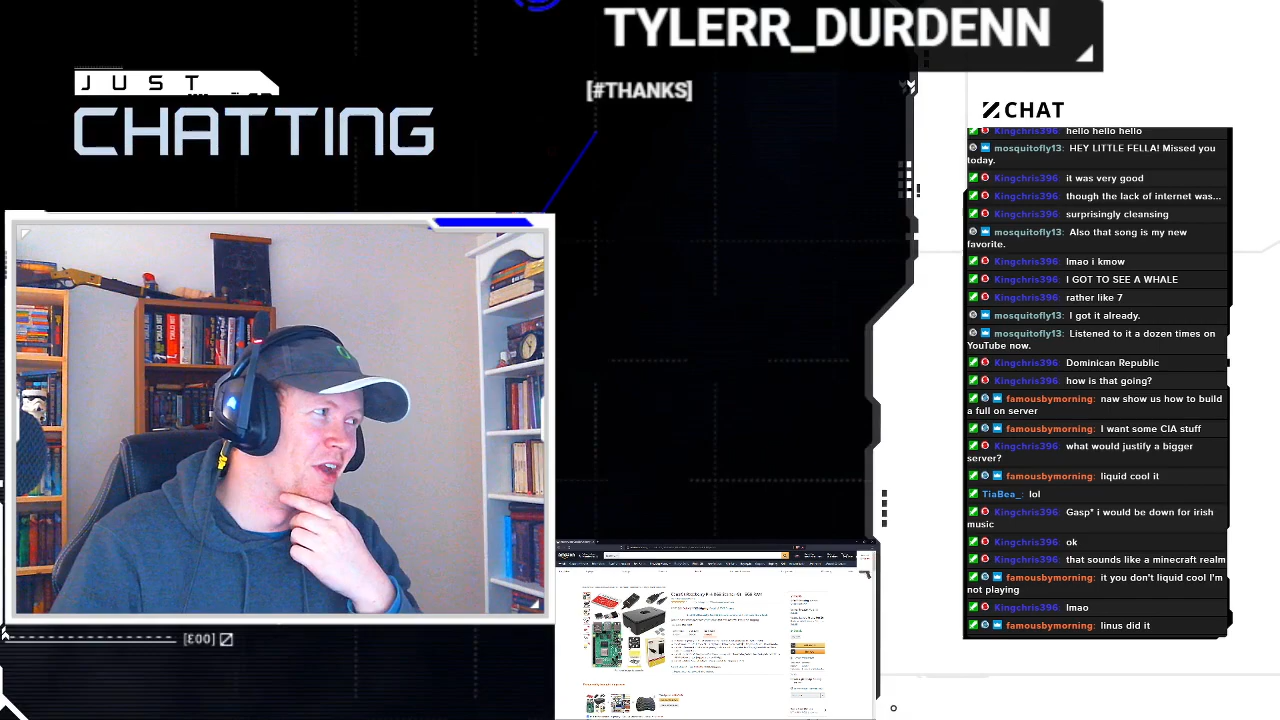 TYLERR_DURDENN
[#THANKS]
JUST
CHATTING
CHAT
Kingchris396: hello hello hello
mosquitofly13: HEY LITTLE FELLA! Missed you
today.
Kingchris396: it was very good
Kingchris396: though the lack of internet was...
Kingchris396: surprisingly cleansing
mosquitofly13: Also that song is my new
favorite.
Kingchris396: lmao i kmow
Kingchris396: I GOT TO SEE A WHALE
Kingchris396: rather like 7
mosquitofly13: I got it already.
mosquitofly13: Listened to it a dozen times on
YouTube now.
Kingchris396: Dominican Republic
Kingchris396: how is that going?
famousbymorning: naw show us how to build
a full on server
famousbymorning: I want some CIA stuff
Kingchris396: what would justify a bigger
server?
famousbymorning: liquid cool it
TiaBea_: lol
Kingchris396: Gasp* i would be down for irish
music
Kingchris396: ok
Kingchris396: that sounds like a minecraft realm
famousbymorning: it you don't liquid cool I'm
not playing
Kingchris396: lmao
famousbymorning: linus did it
[003]